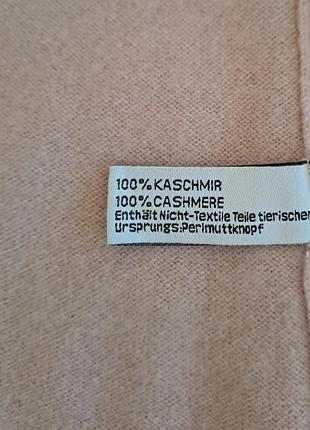 100% KASCHMIR
100% CASHMERE
Enthält Nicht-Textile Teile tierischen
Ursprungs:Perlmuttknopf